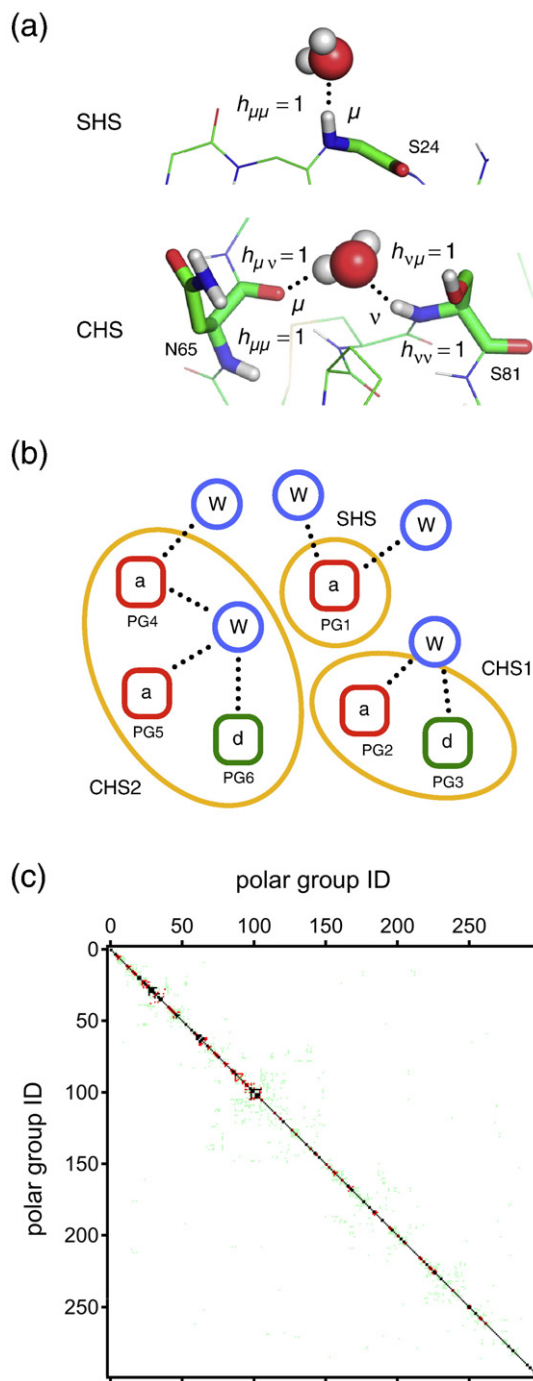 (a)
SHS
h_μμ = 1
μ
S24
CHS
h_μν = 1
h_νμ = 1
μ
ν
N65
h_μμ = 1
h_νν = 1
S81
(b)
W
W
SHS
W
a
PG1
a
PG4
W
W
CHS1
a
PG5
a
PG2
d
PG3
d
PG6
CHS2
(c)
polar group ID
0 50 100 150 200 250
0
50
100
150
200
250
polar group ID